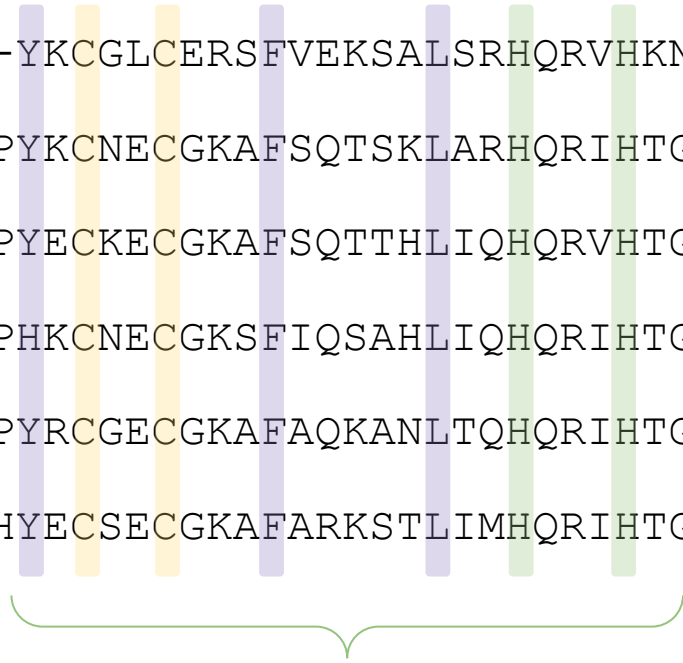 -YKCGLCERSFVEKSALSRHQRVHKN
PYKCNECGKAFSQTSKLARHQRIHTG
PYECKECGKAFSQTTHLIQHQRVHTG
PHKCNECGKSFIQSAHLIQHQRIHTG
PYRCGECGKAFAQKANLTQHQRIHTG
HYECSECGKAFARKSTLIMHQRIHTG